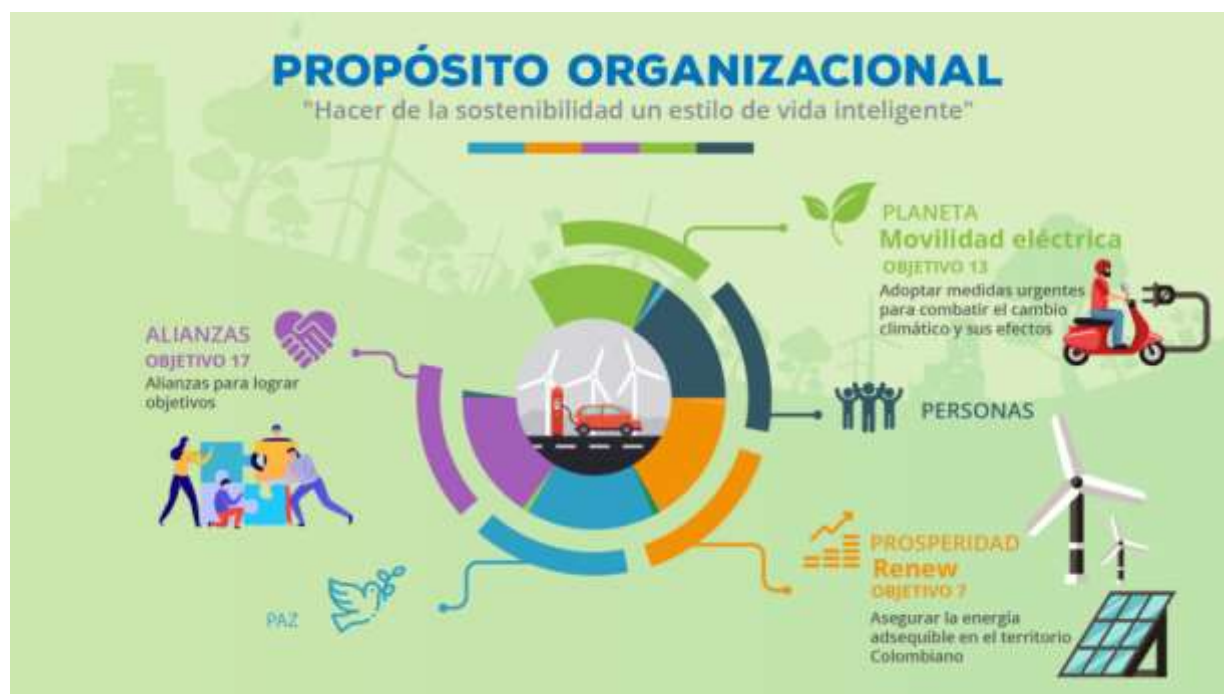 PROPÓSITO ORGANIZACIONAL
"Hacer de la sostenibilidad un estilo de vida inteligente"
PLANETA
Movilidad eléctrica
OBJETIVO 13
Adoptar medidas urgentes
para combatir el cambio
climático y sus efectos
PERSONAS
PROSPERIDAD
Renew
OBJETIVO 7
Asegurar la energía
adsequible en el territorio
Colombiano
PAZ
ALIANZAS
OBJETIVO 17
Alianzas para lograr
objetivos